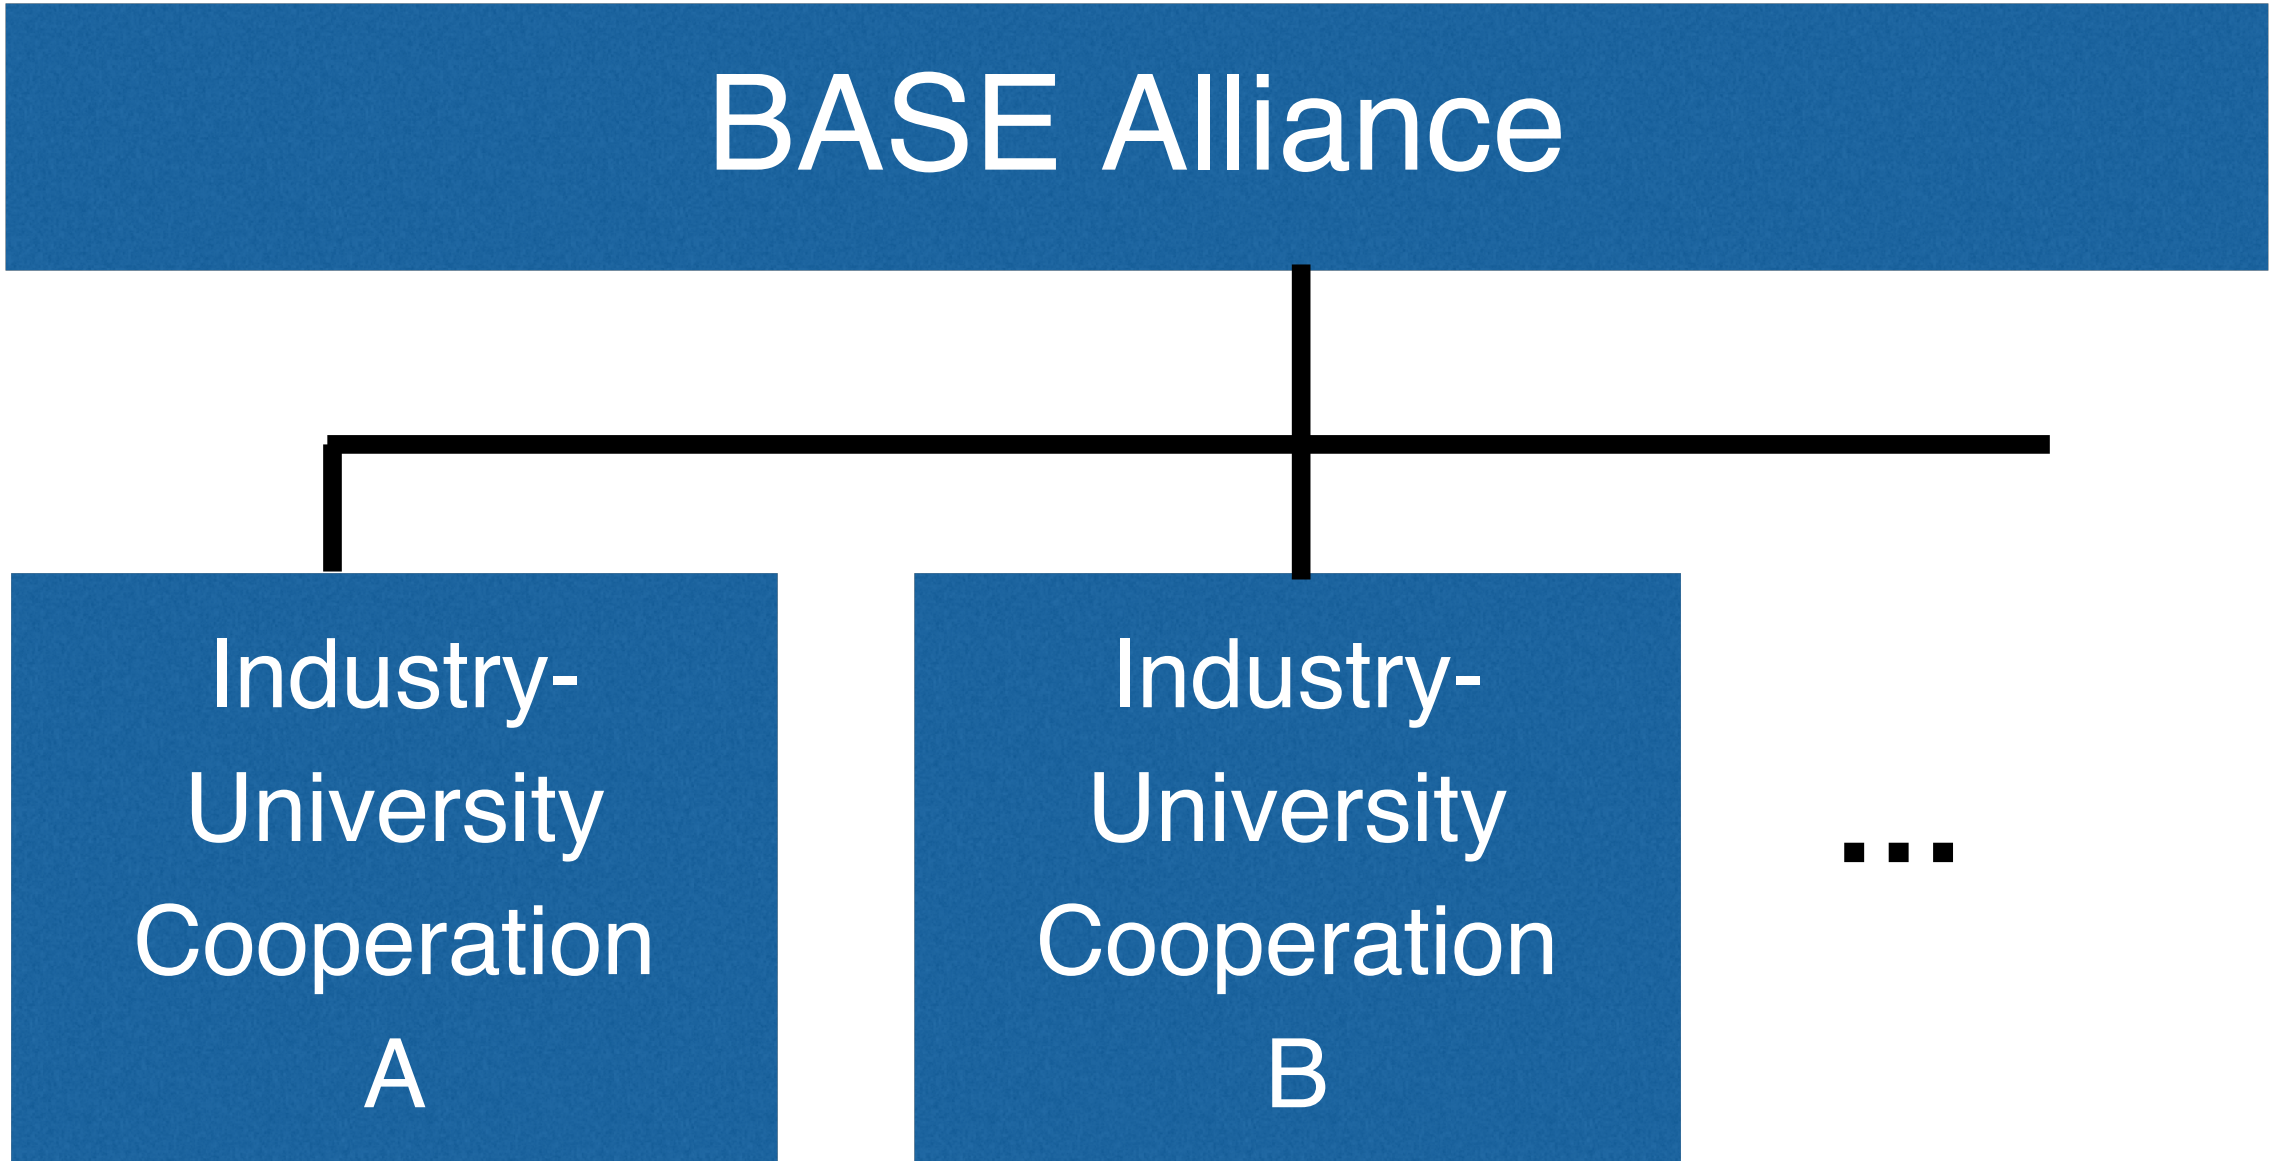 BASE Alliance
Industry-
University
Cooperation
A
Industry-
University
Cooperation
B
...